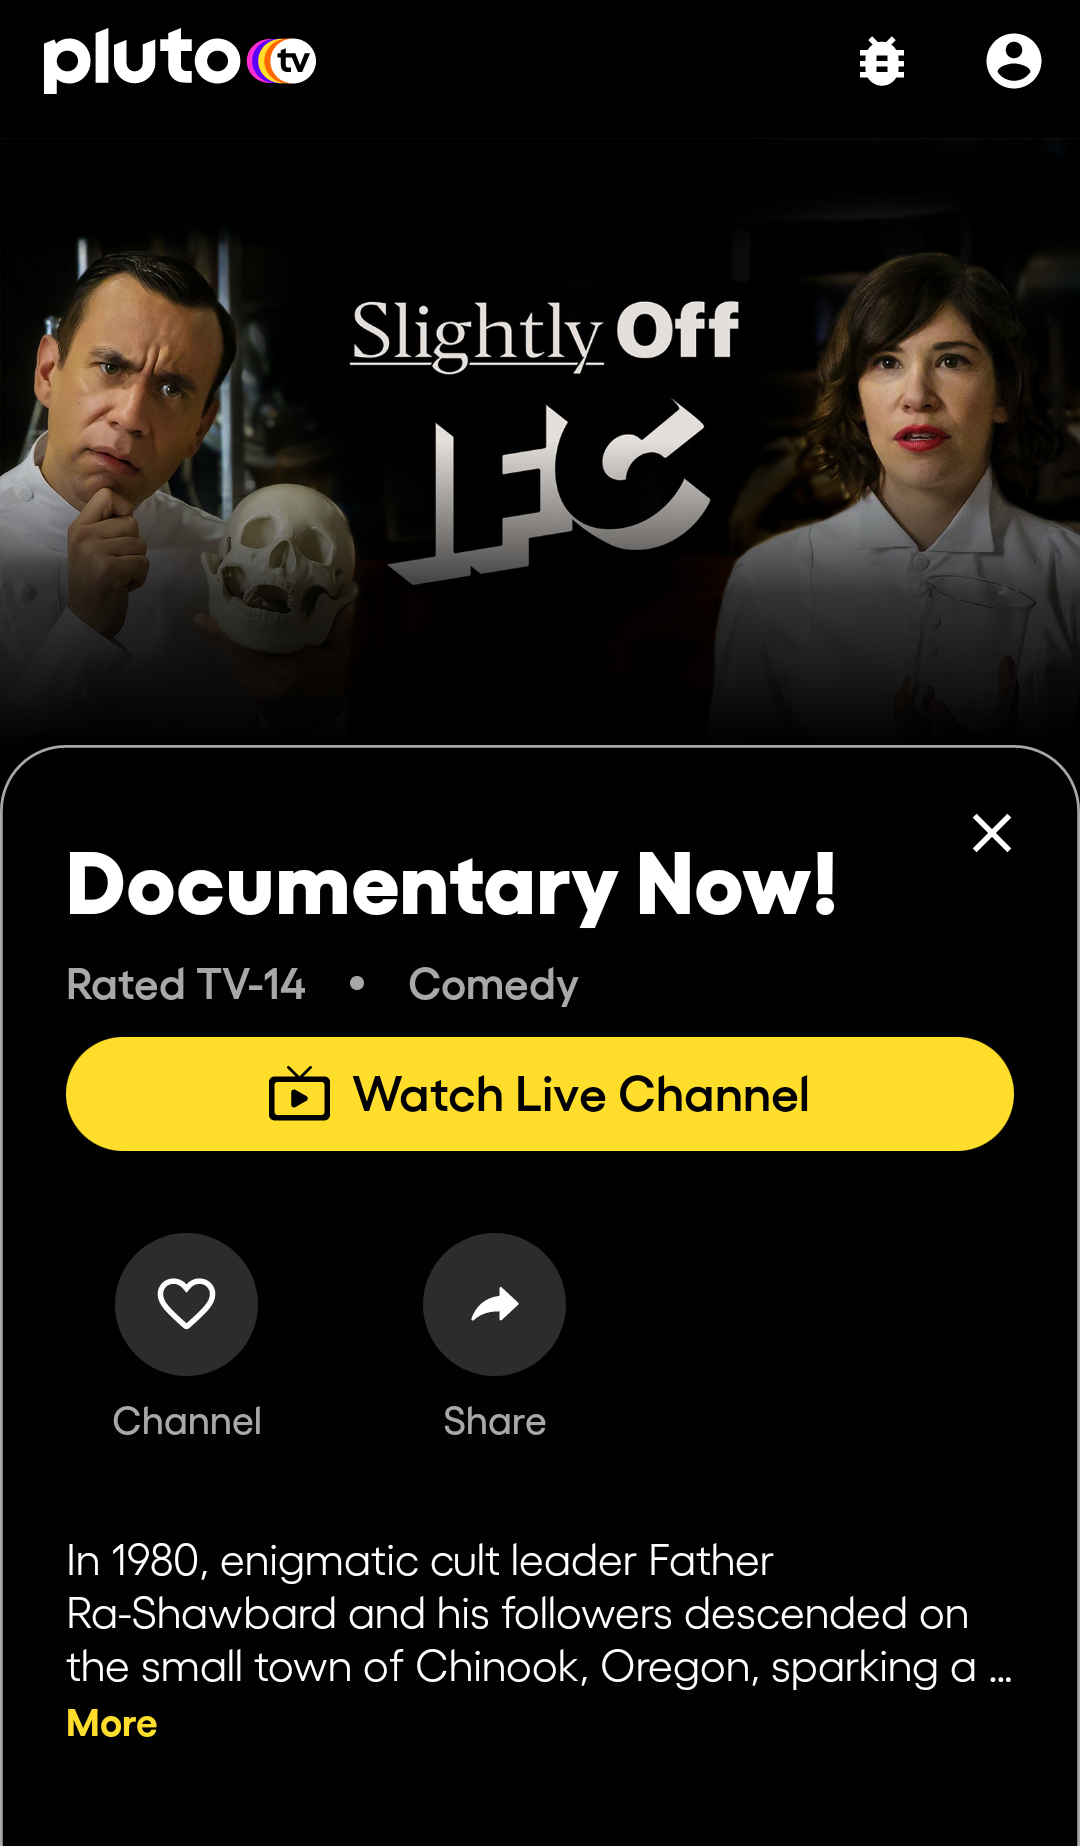 pluto tv
Slightly Off
IFC
Documentary Now!
Rated TV-14 • Comedy
Watch Live Channel
Channel
Share
In 1980, enigmatic cult leader Father
Ra-Shawbard and his followers descended on
the small town of Chinook, Oregon, sparking a ...
More